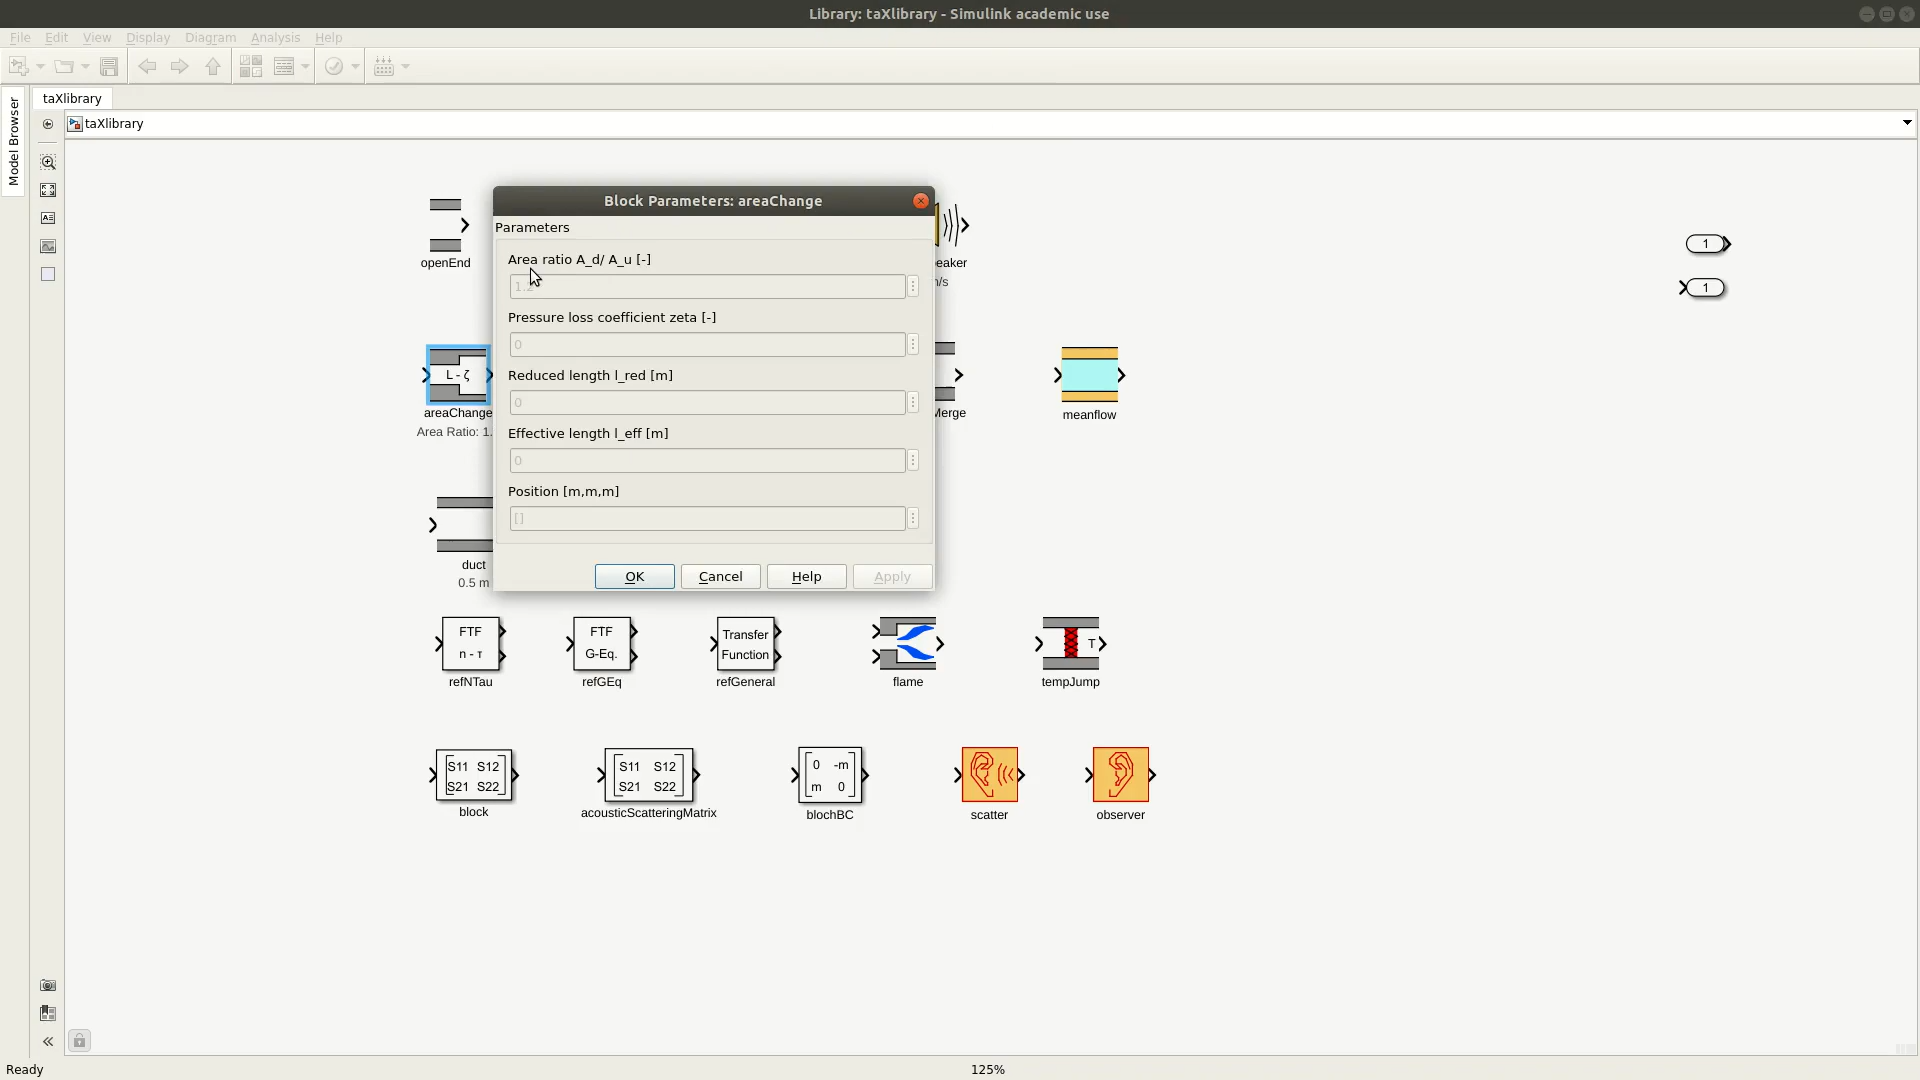 Library: taXlibrary - Simulink academic use
File Edit View Display Diagram Analysis Help
taXlibrary
Model Browser
taXlibrary
openEnd
eaker
n/s
1
1
Block Parameters: areaChange
Parameters
Area ratio A_d/ A_u [-]
1.2
Pressure loss coefficient zeta [-]
0
Reduced length l_red [m]
0
Effective length l_eff [m]
0
Position [m,m,m]
[]
OK Cancel Help Apply
L - ζ
areaChange
Area Ratio: 1.
Merge
meanflow
duct
0.5 m
FTF
n - τ
refNTau
FTF
G-Eq.
refGEq
Transfer
Function
refGeneral
flame
T
tempJump
S11 S12
S21 S22
block
S11 S12
S21 S22
acousticScatteringMatrix
0 -m
m 0
blochBC
scatter
observer
Ready
125%